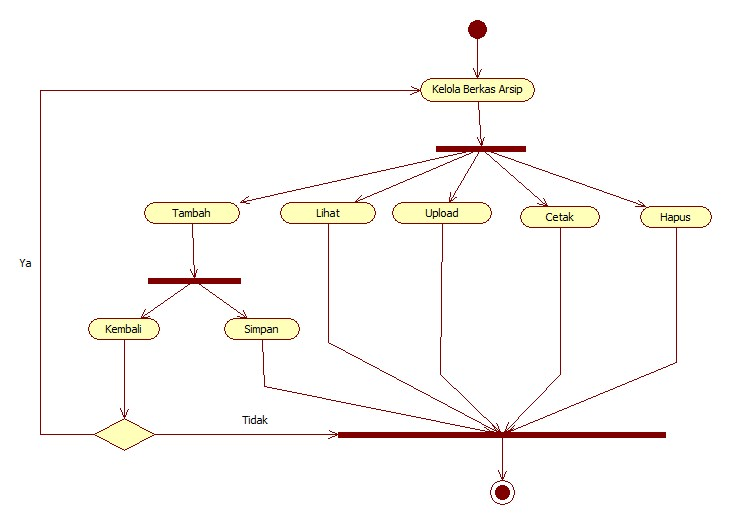 Kelola Berkas Arsip
Tambah
Lihat
Upload
Cetak
Hapus
Ya
Kembali
Simpan
Tidak